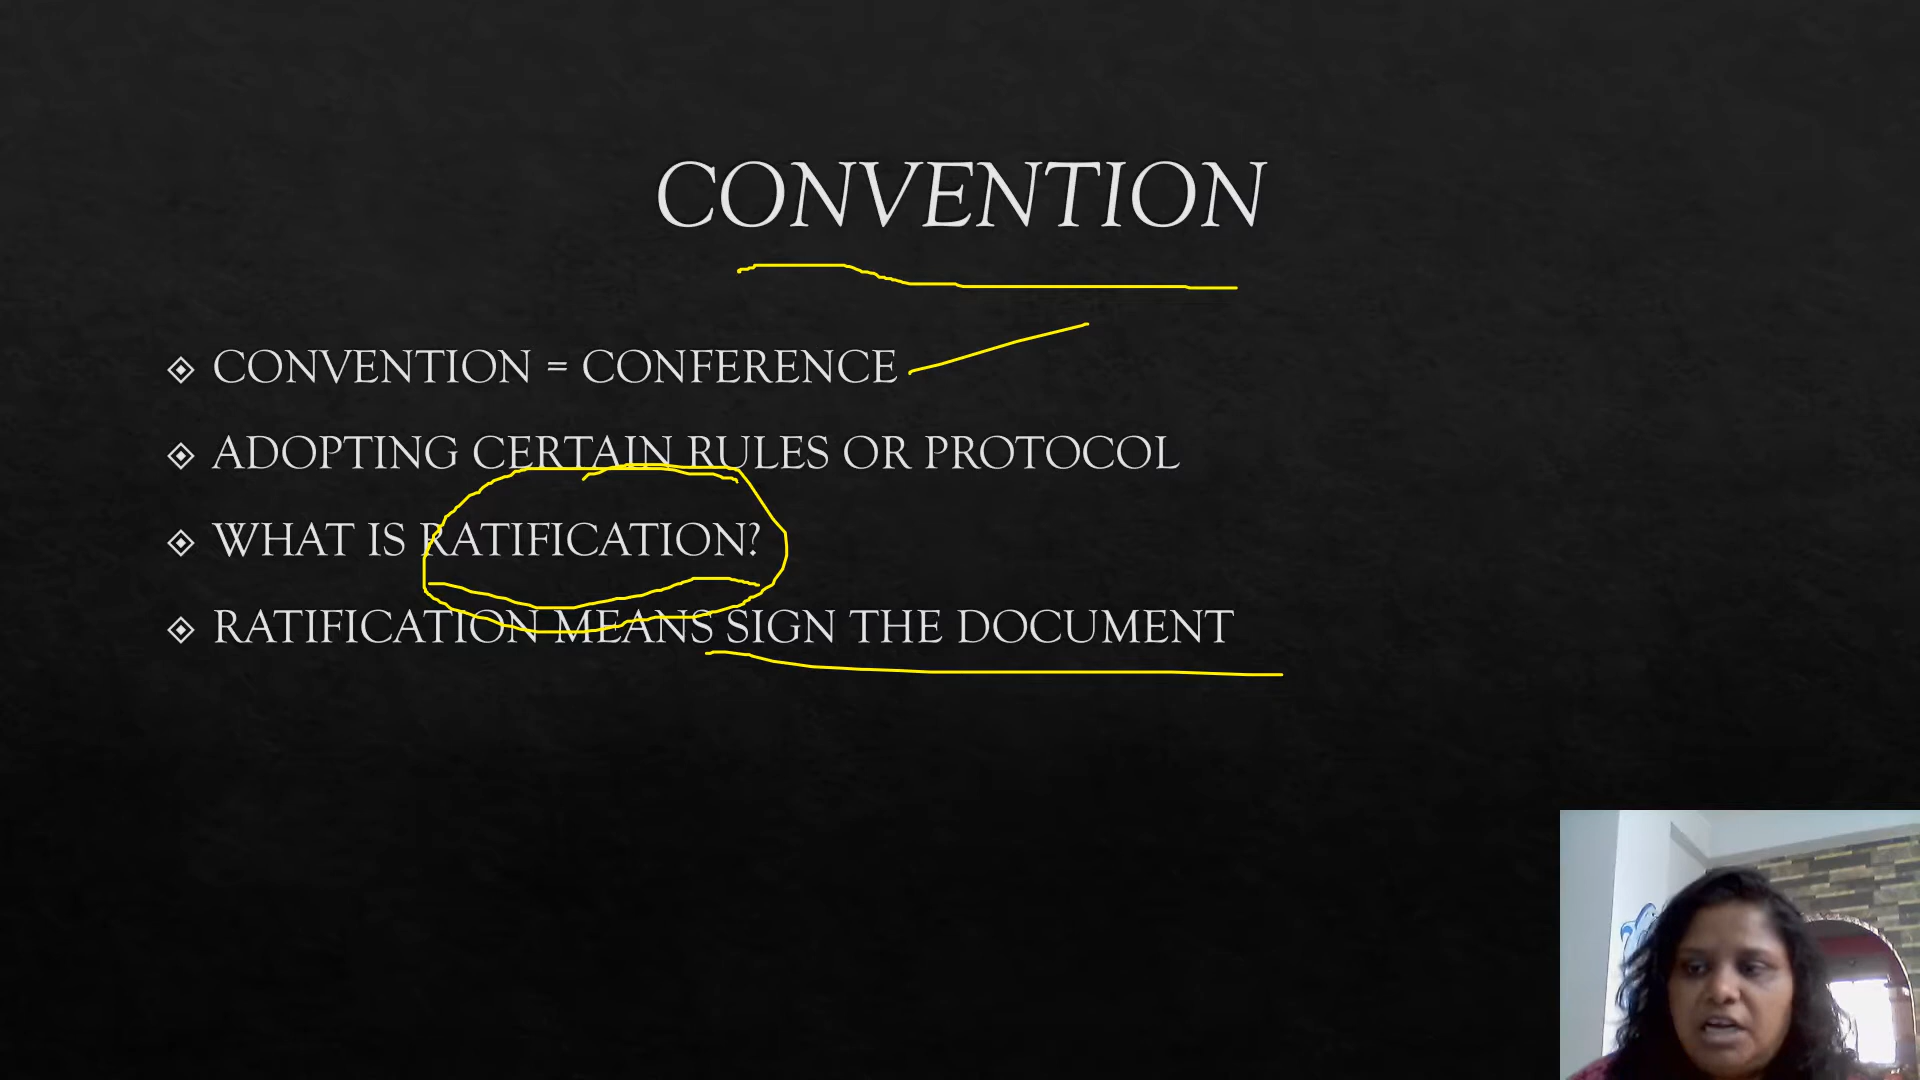 CONVENTION
CONVENTION = CONFERENCE
ADOPTING CERTAIN RULES OR PROTOCOL
WHAT IS RATIFICATION?
RATIFICATION MEANS SIGN THE DOCUMENT